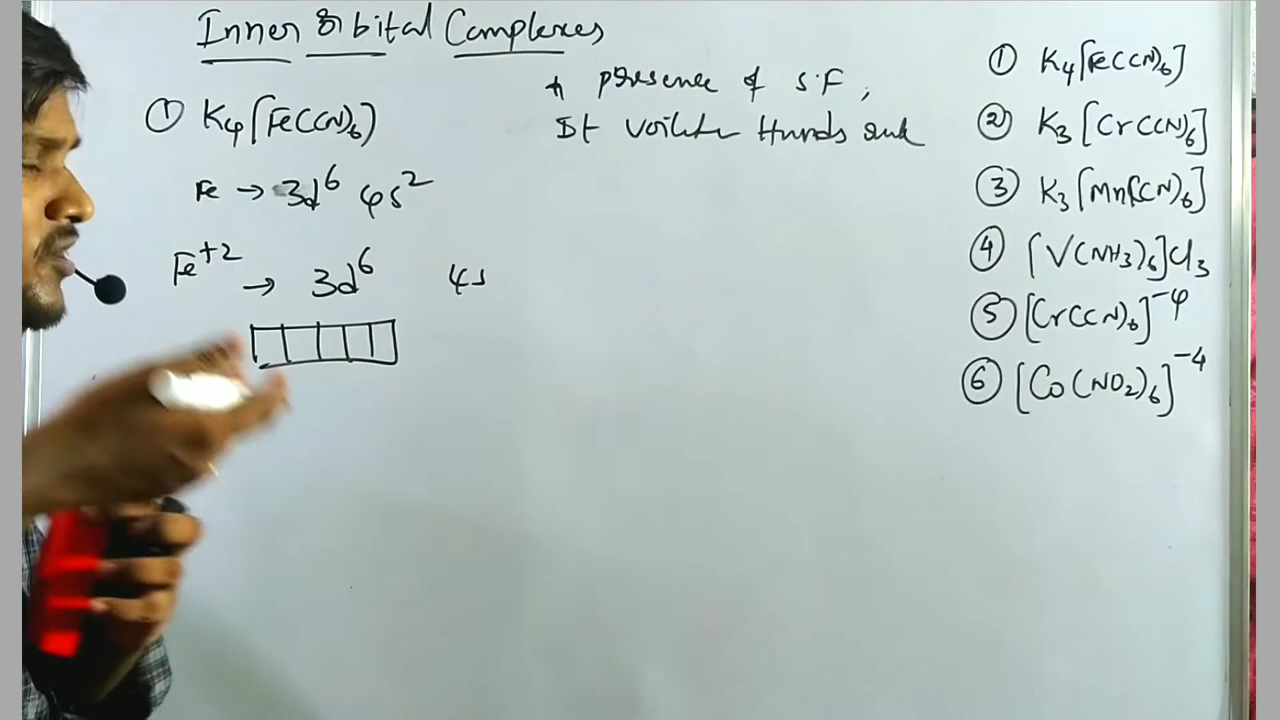 Inner orbital Complexes
① K4[Fe(CN)6]
Fe → 3d6 4s2
Fe+2 → 3d6 4s
* presence of S.F,
It voilate Hunds rule
① K4[Fe(CN)6]
② K3[Cr(CN)6]
③ K3[Mn(CN)6]
④ [V(NH3)6]Cl3
⑤ [Cr(CN)6]-4
⑥ [Co(NO2)6]-4